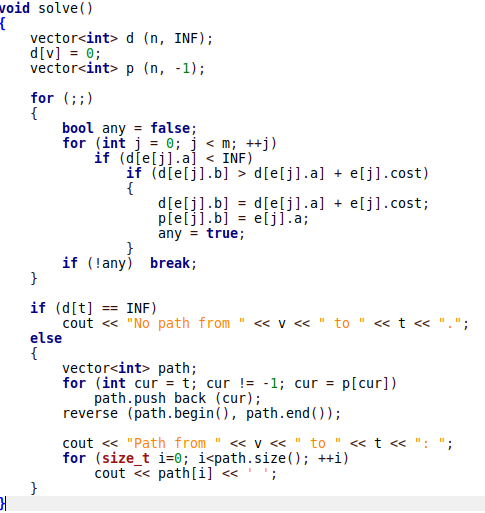 void solve()
{
    vector<int> d (n, INF);
    d[v] = 0;
    vector<int> p (n, -1);

    for (;;)
    {
        bool any = false;
        for (int j = 0; j < m; ++j)
            if (d[e[j].a] < INF)
                if (d[e[j].b] > d[e[j].a] + e[j].cost)
                {
                    d[e[j].b] = d[e[j].a] + e[j].cost;
                    p[e[j].b] = e[j].a;
                    any = true;
                }
        if (!any)  break;
    }

    if (d[t] == INF)
        cout << "No path from " << v << " to " << t << ".";
    else
    {
        vector<int> path;
        for (int cur = t; cur != -1; cur = p[cur])
            path.push back (cur);
        reverse (path.begin(), path.end());

        cout << "Path from " << v << " to " << t << ": ";
        for (size_t i=0; i<path.size(); ++i)
            cout << path[i] << ' ';
    }
}